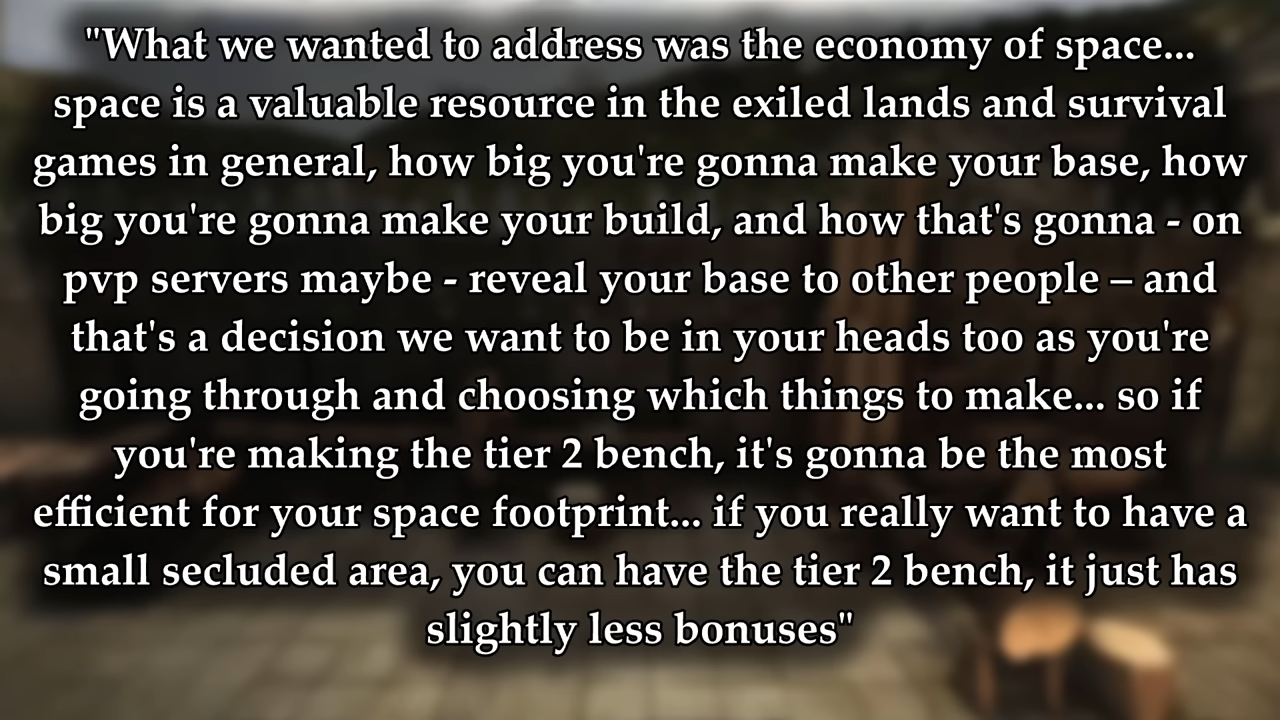 "What we wanted to address was the economy of space...
space is a valuable resource in the exiled lands and survival
games in general, how big you're gonna make your base, how
big you're gonna make your build, and how that's gonna - on
pvp servers maybe - reveal your base to other people – and
that's a decision we want to be in your heads too as you're
going through and choosing which things to make... so if
you're making the tier 2 bench, it's gonna be the most
efficient for your space footprint... if you really want to have a
small secluded area, you can have the tier 2 bench, it just has
slightly less bonuses"